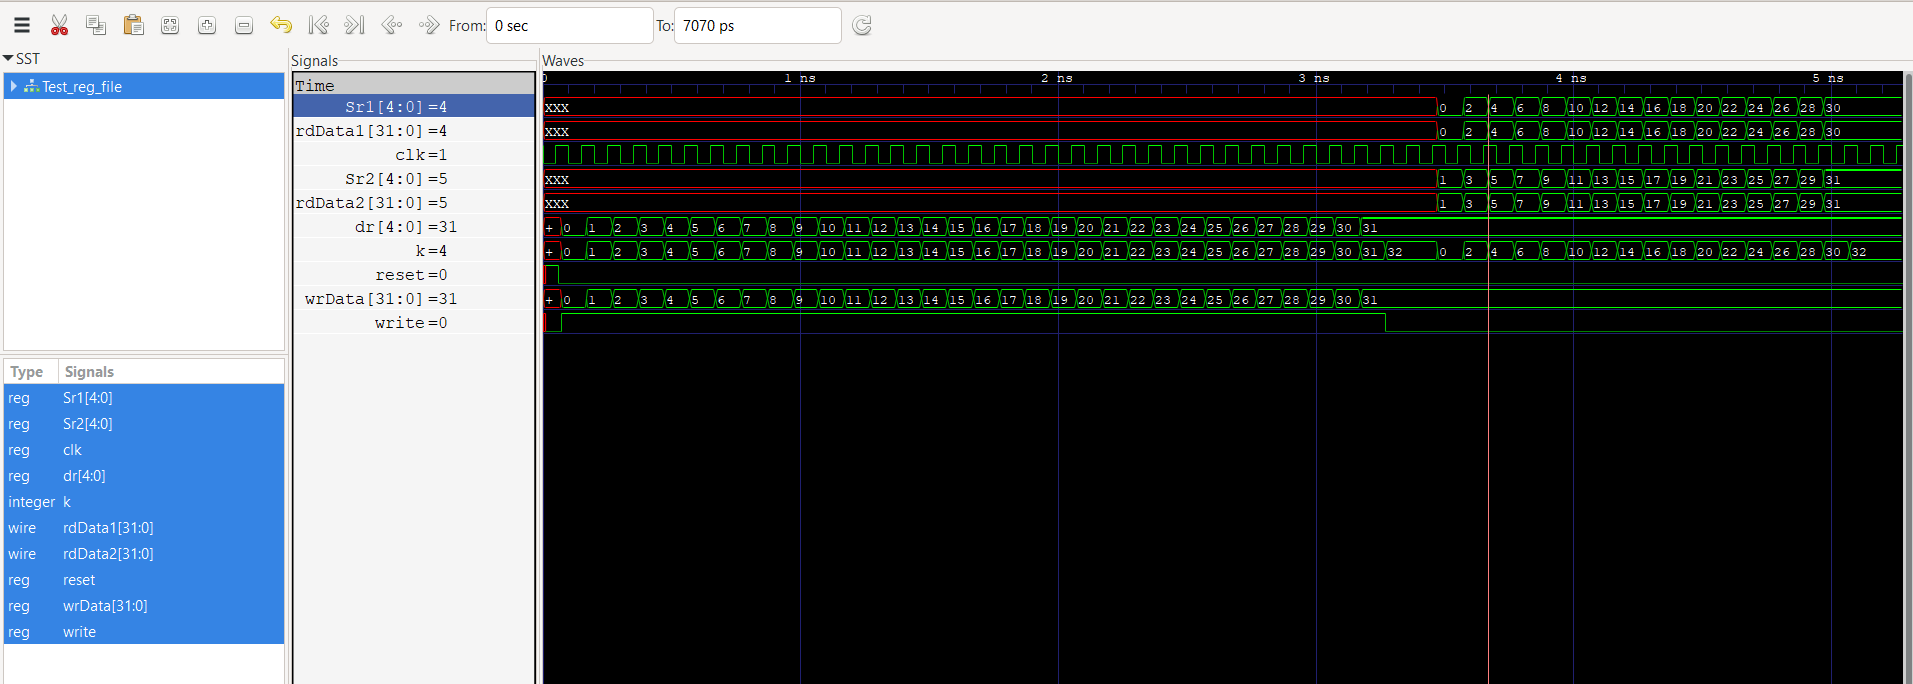 From: 0 sec To: 7070 ps
SST
Test_reg_file
Type Signals
reg Sr1[4:0]
reg Sr2[4:0]
reg clk
reg dr[4:0]
integer k
wire rdData1[31:0]
wire rdData2[31:0]
reg reset
reg wrData[31:0]
reg write
Signals
Time
Sr1[4:0]=4
rdData1[31:0]=4
clk=1
Sr2[4:0]=5
rdData2[31:0]=5
dr[4:0]=31
k=4
reset=0
wrData[31:0]=31
write=0
Waves
0 1 ns 2 ns 3 ns 4 ns 5 ns
xxx 0 2 4 6 8 10 12 14 16 18 20 22 24 26 28 30
xxx 0 2 4 6 8 10 12 14 16 18 20 22 24 26 28 30
xxx 1 3 5 7 9 11 13 15 17 19 21 23 25 27 29 31
xxx 1 3 5 7 9 11 13 15 17 19 21 23 25 27 29 31
+ 0 1 2 3 4 5 6 7 8 9 10 11 12 13 14 15 16 17 18 19 20 21 22 23 24 25 26 27 28 29 30 31
+ 0 1 2 3 4 5 6 7 8 9 10 11 12 13 14 15 16 17 18 19 20 21 22 23 24 25 26 27 28 29 30 31 32 0 2 4 6 8 10 12 14 16 18 20 22 24 26 28 30 32
+ 0 1 2 3 4 5 6 7 8 9 10 11 12 13 14 15 16 17 18 19 20 21 22 23 24 25 26 27 28 29 30 31